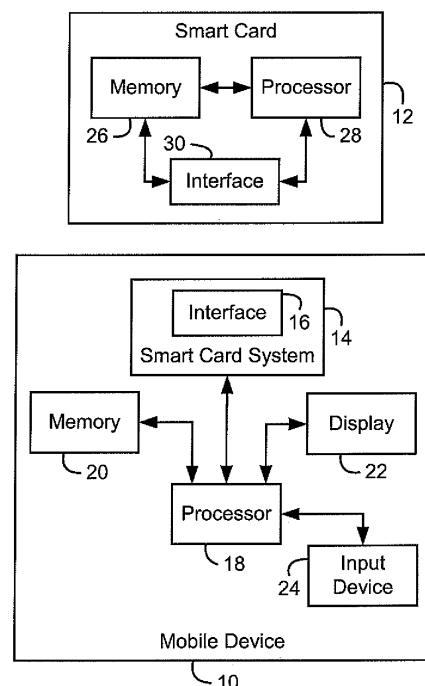 Smart Card
Memory
Processor
26
30
28
12
Interface
Interface
16
14
Smart Card System
Memory
Display
20
22
Processor
18
24
Input
Device
Mobile Device
10